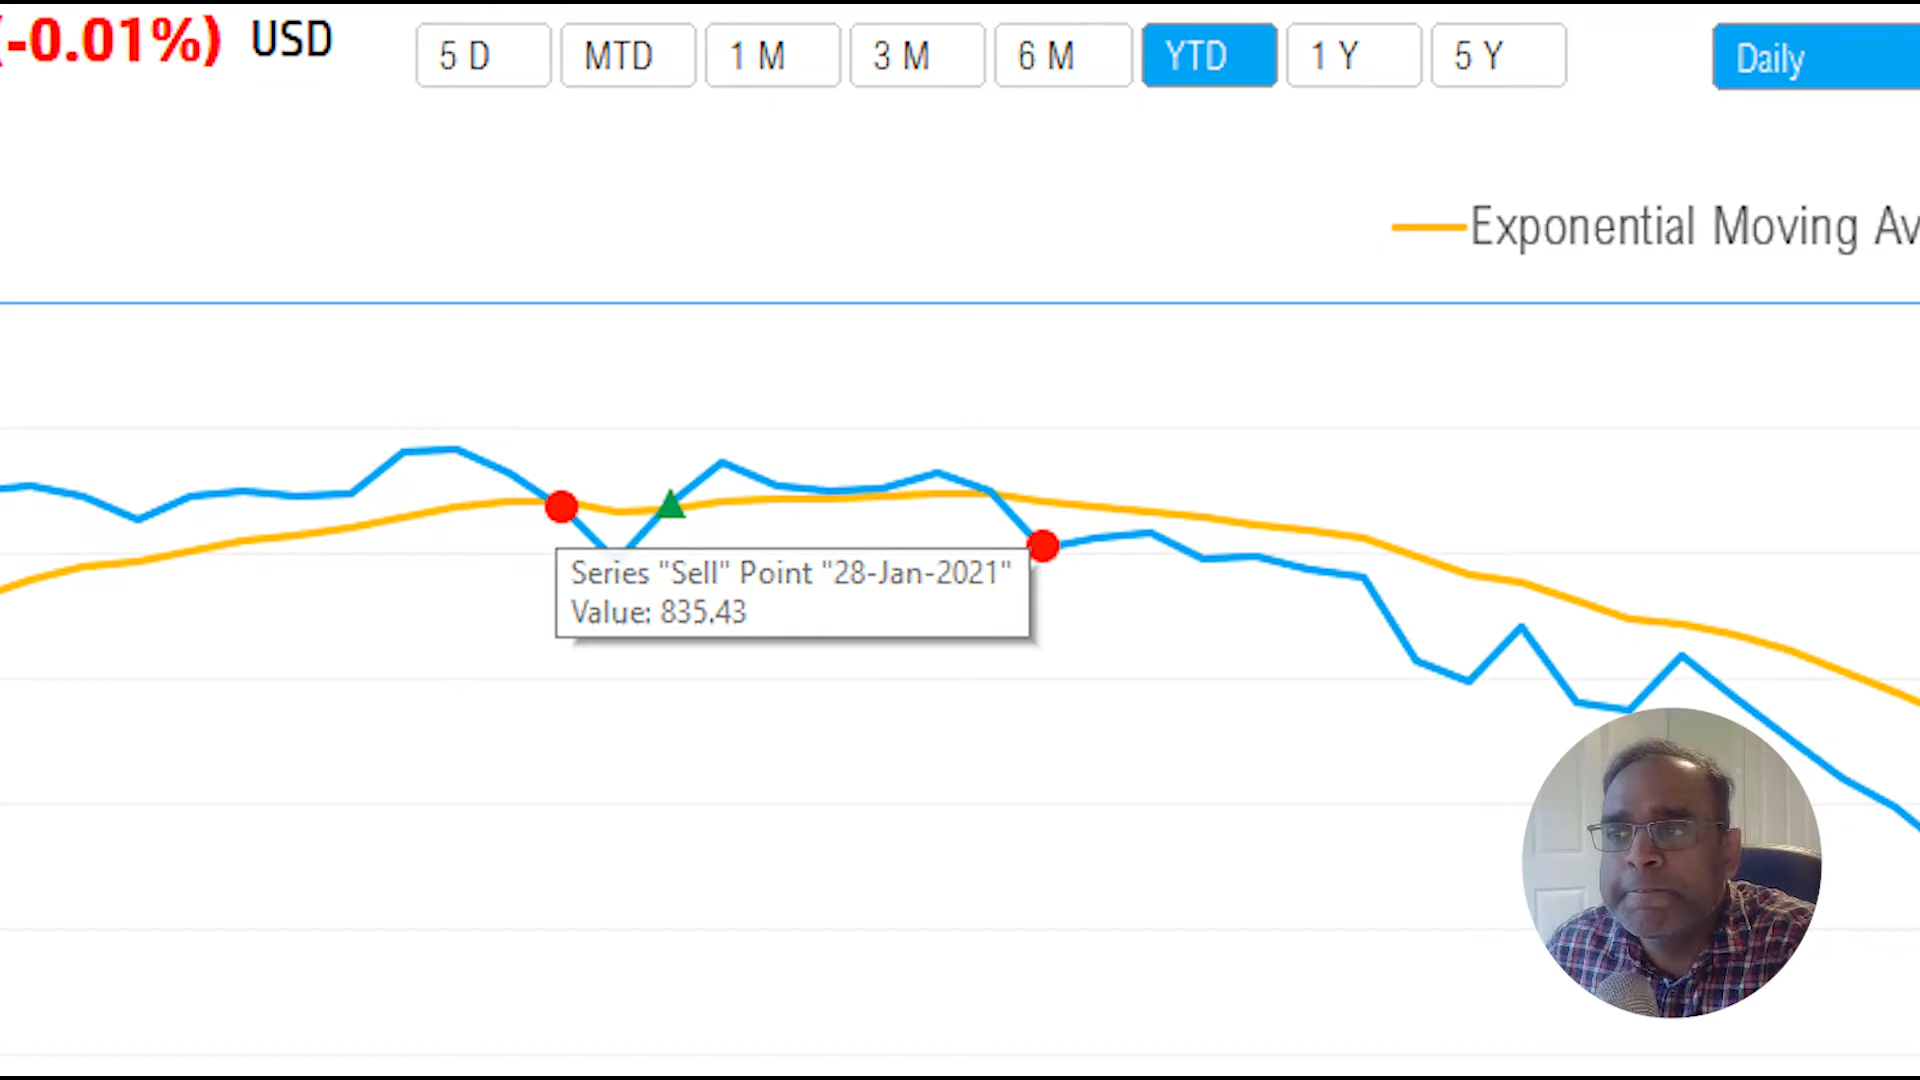 (-0.01%) USD
5 D MTD 1 M 3 M 6 M YTD 1 Y 5 Y Daily
Exponential Moving Av
Series "Sell" Point "28-Jan-2021"
Value: 835.43